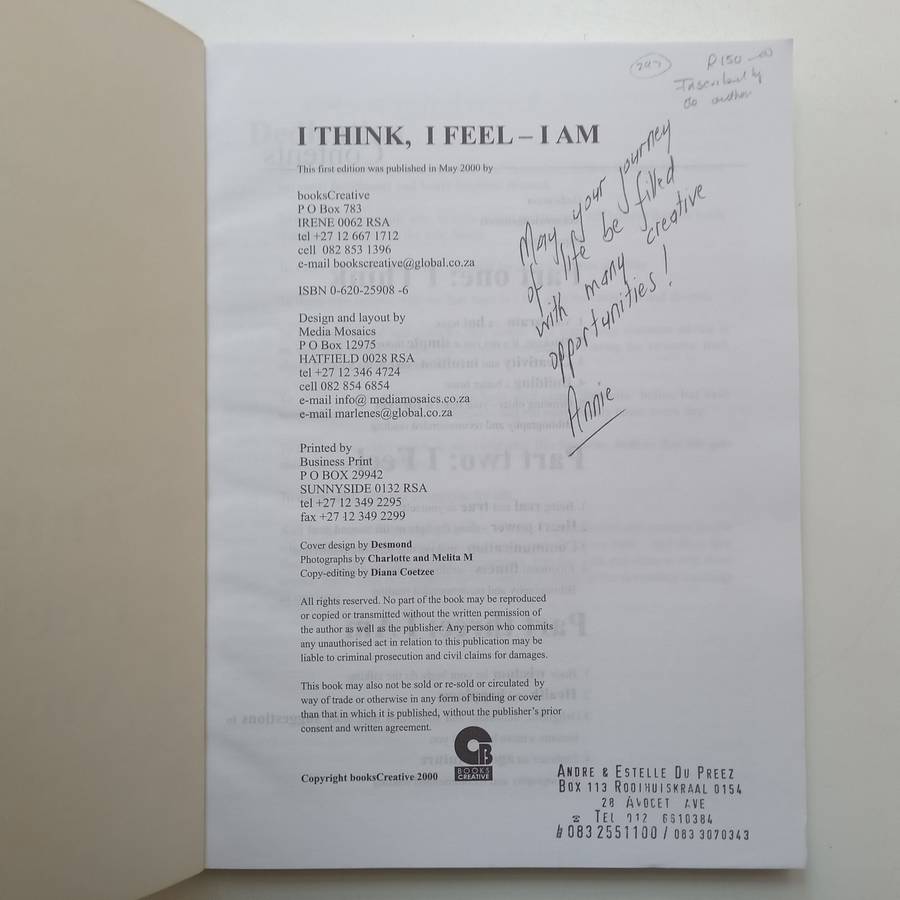 297
R150-00
Inscribed by
author
I THINK, I FEEL – I AM
This first edition was published in May 2000 by
booksCreative
P O Box 783
IRENE 0062 RSA
tel +27 12 667 1712
cell 082 853 1396
e-mail bookscreative@global.co.za
ISBN 0-620-25908 -6
May your journey
of life be filled
with many creative
opportunities!
Annie
Design and layout by
Media Mosaics
P O Box 12975
HATFIELD 0028 RSA
tel +27 12 346 4724
cell 082 854 6854
e-mail info@ mediamosaics.co.za
e-mail marlenes@global.co.za
Printed by
Business Print
P O BOX 29942
SUNNYSIDE 0132 RSA
tel +27 12 349 2295
fax +27 12 349 2299
Cover design by Desmond
Photographs by Charlotte and Melita M
Copy-editing by Diana Coetzee
All rights reserved. No part of the book may be reproduced
or copied or transmitted without the written permission of
the author as well as the publisher. Any person who commits
any unauthorised act in relation to this publication may be
liable to criminal prosecution and civil claims for damages.
This book may also not be sold or re-sold or circulated by
way of trade or otherwise in any form of binding or cover
than that in which it is published, without the publisher's prior
consent and written agreement.
CB
BOOKS
CREATIVE
Copyright booksCreative 2000
ANDRE & ESTELLE DU PREEZ
BOX 113 ROOIHUISKRAAL 0154
28 AVOCET AVE
TEL 012 6610384
083 2551100 / 083 3070343